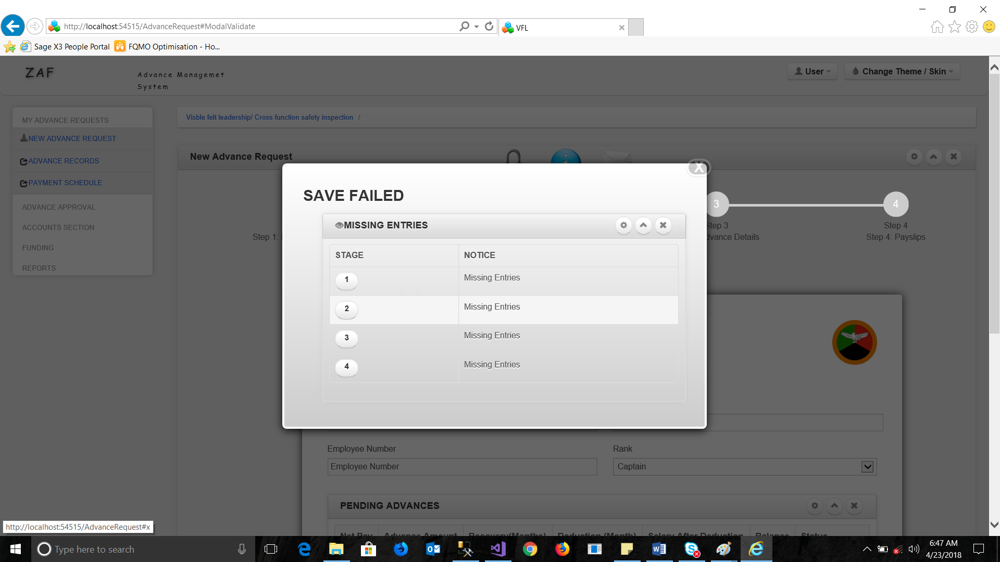 http://localhost:54515/AdvanceRequest#ModalValidate
VFL
Sage X3 People Portal
FQMO Optimisation - Ho...
ZAF
Advance Managemet
System
User
Change Theme / Skin
MY ADVANCE REQUESTS
NEW ADVANCE REQUEST
ADVANCE RECORDS
PAYMENT SCHEDULE
ADVANCE APPROVAL
ACCOUNTS SECTION
FUNDING
REPORTS
Visble felt leadership/ Cross function safety inspection /
New Advance Request
X
SAVE FAILED
MISSING ENTRIES
STAGE NOTICE
1 Missing Entries
2 Missing Entries
3 Missing Entries
4 Missing Entries
Step 1:
3
Step 3
dvance Details
4
Step 4
Step 4: Payslips
Employee Number
Employee Number
Rank
Captain
PENDING ADVANCES
Net Pay Advance Amount Recovery(Months) Deduction (Month) Salary After Deduction Balance Status
http://localhost:54515/AdvanceRequest#x
Type here to search
6:47 AM
4/23/2018